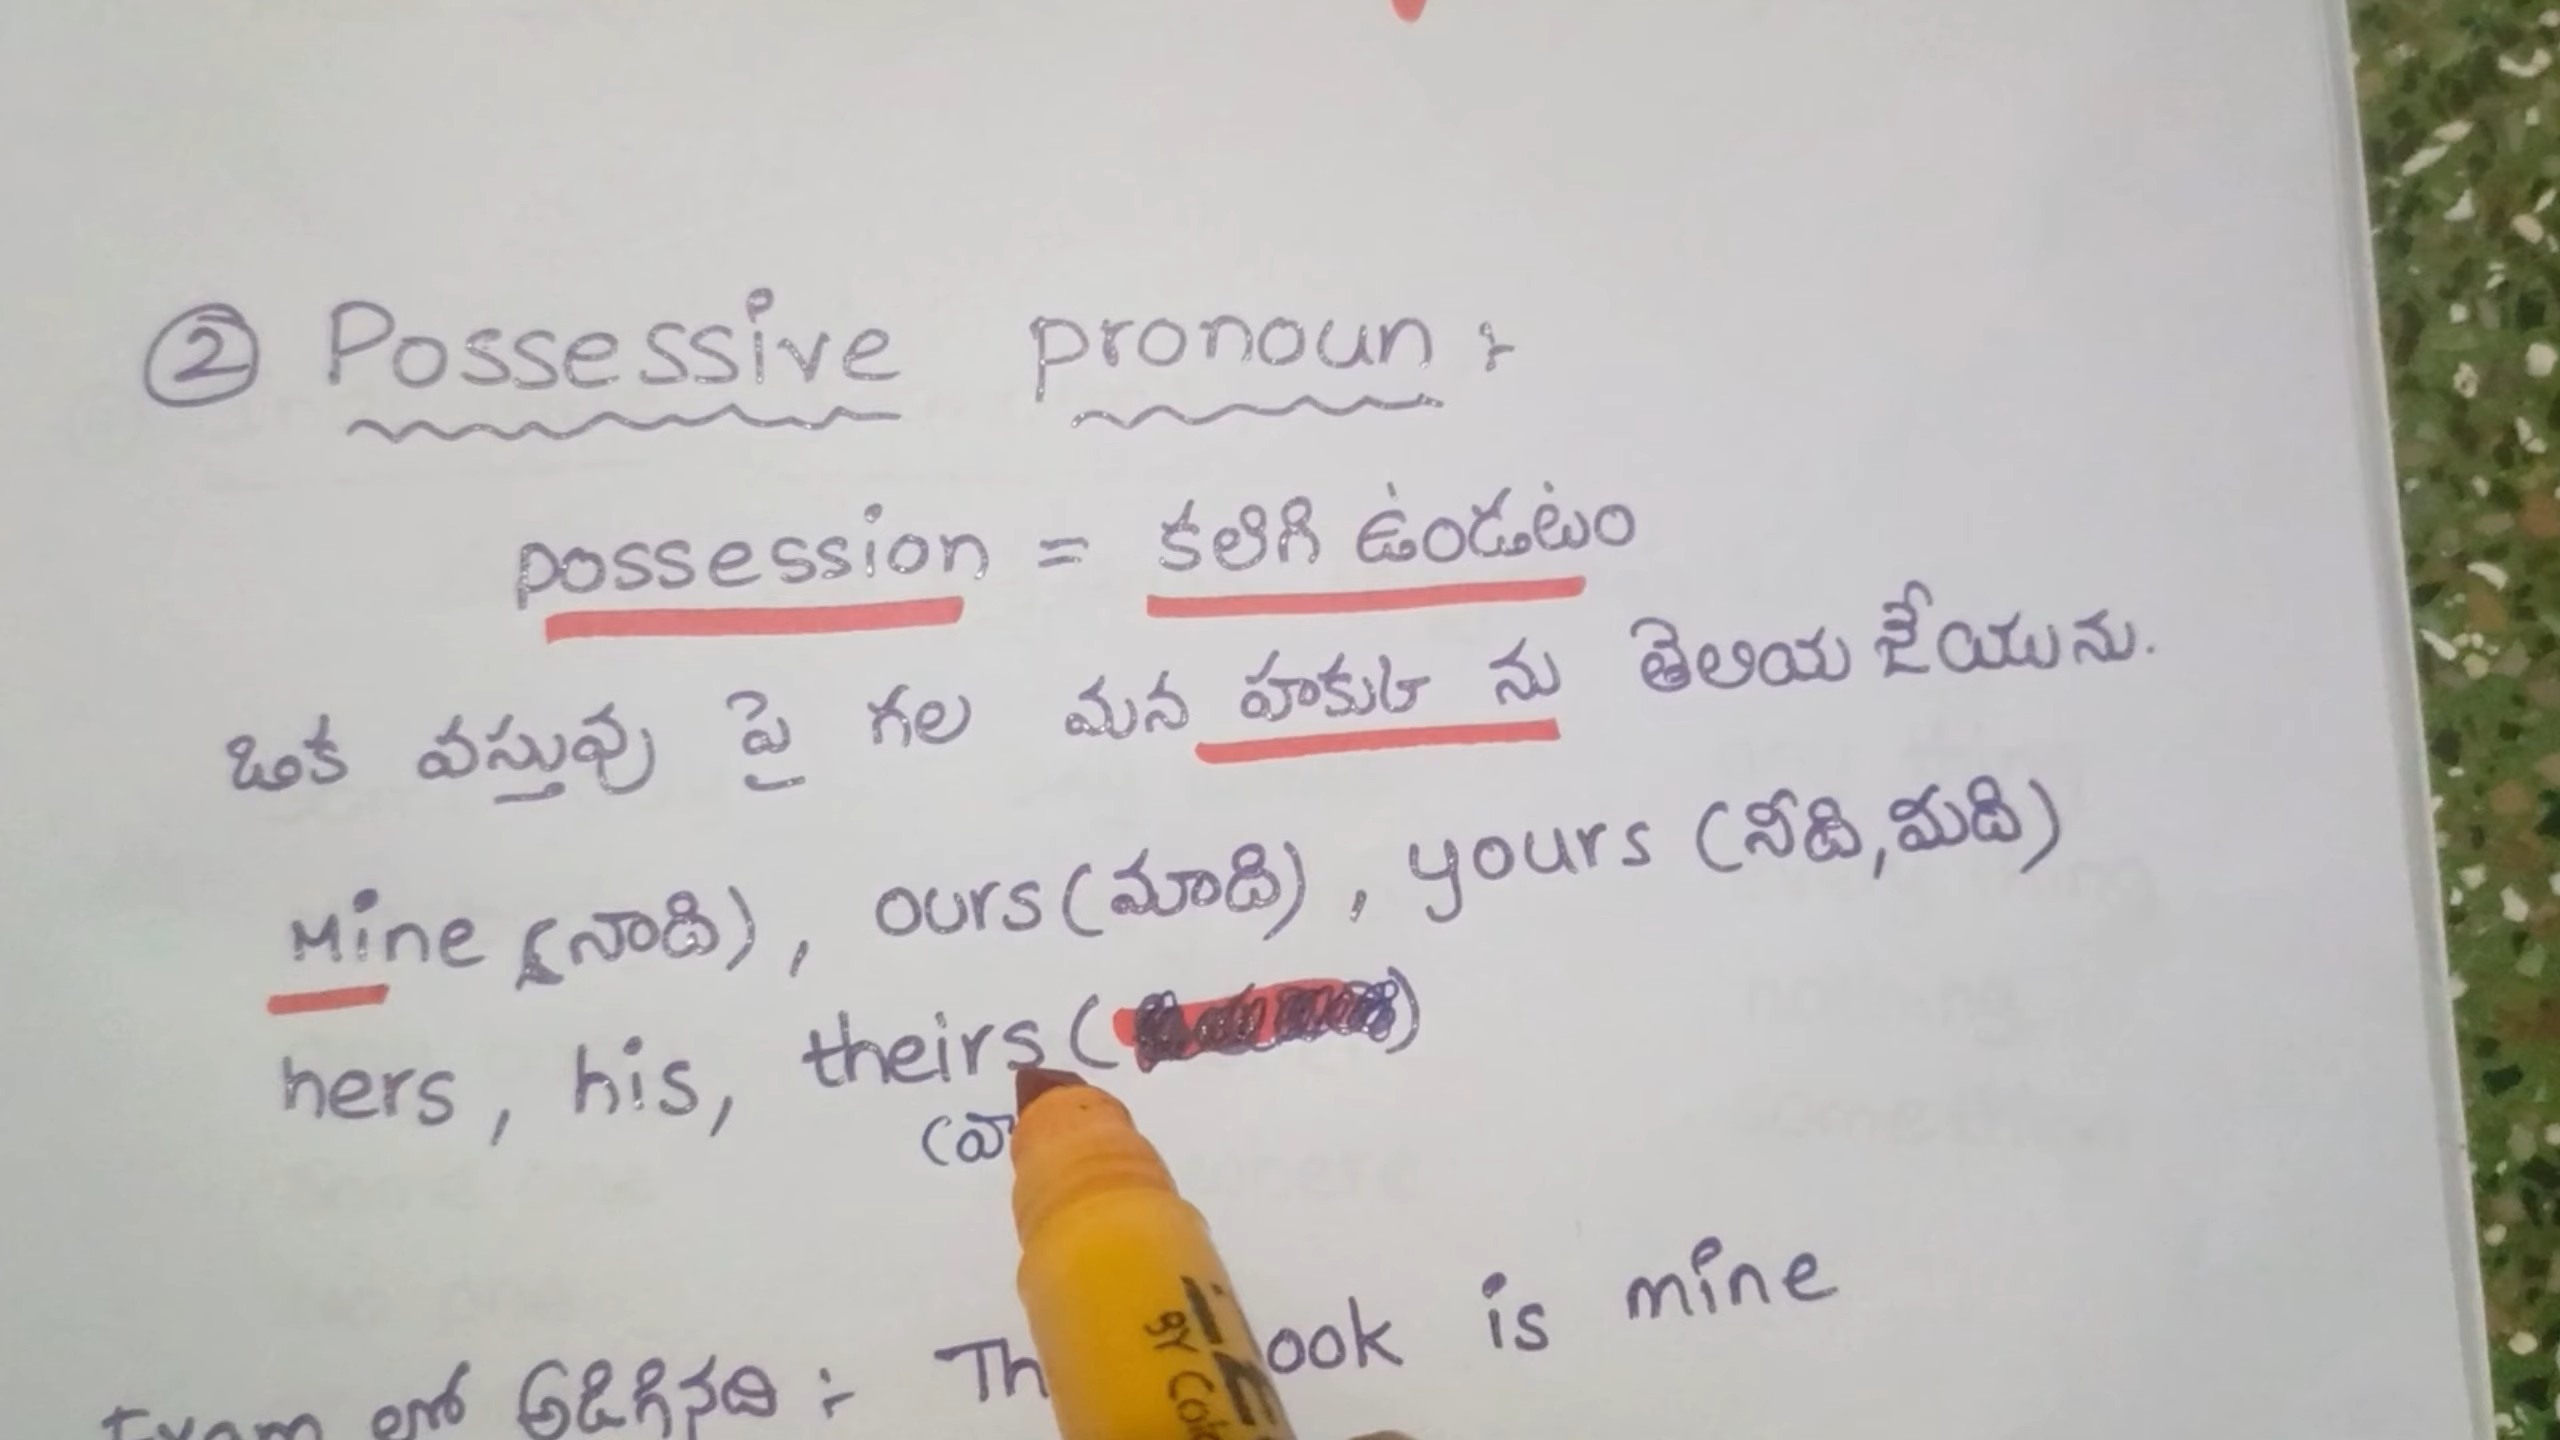 ② Possessive pronoun :-
possession = కలిగి ఉండటం
ఒక వస్తువు పై గల మన హకుక ను తెలియ జేయును.
Mine (నాది), ours (మాది), yours (నీది, మీది)
hers, his, theirs ( )
(వా
Exam లో అడిగినది :- Th ook is mine